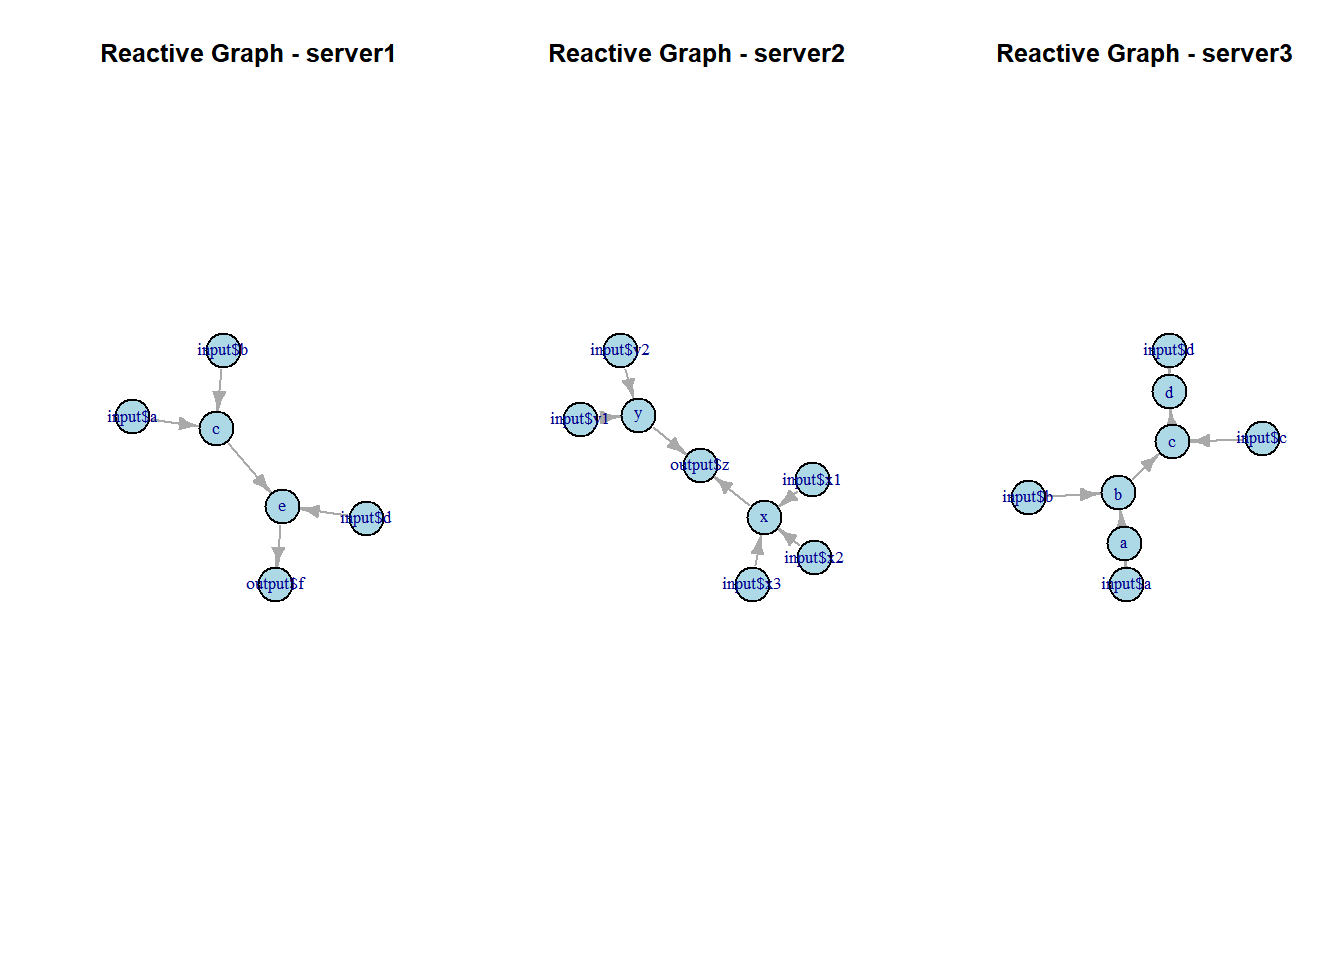 Reactive Graph - server1
input$b
input$a
c
e
input$d
output$f
Reactive Graph - server2
input$y2
input$y1
y
output$z
input$x1
x
input$x2
input$x3
Reactive Graph - server3
input$d
d
c
input$c
input$b
b
a
input$a